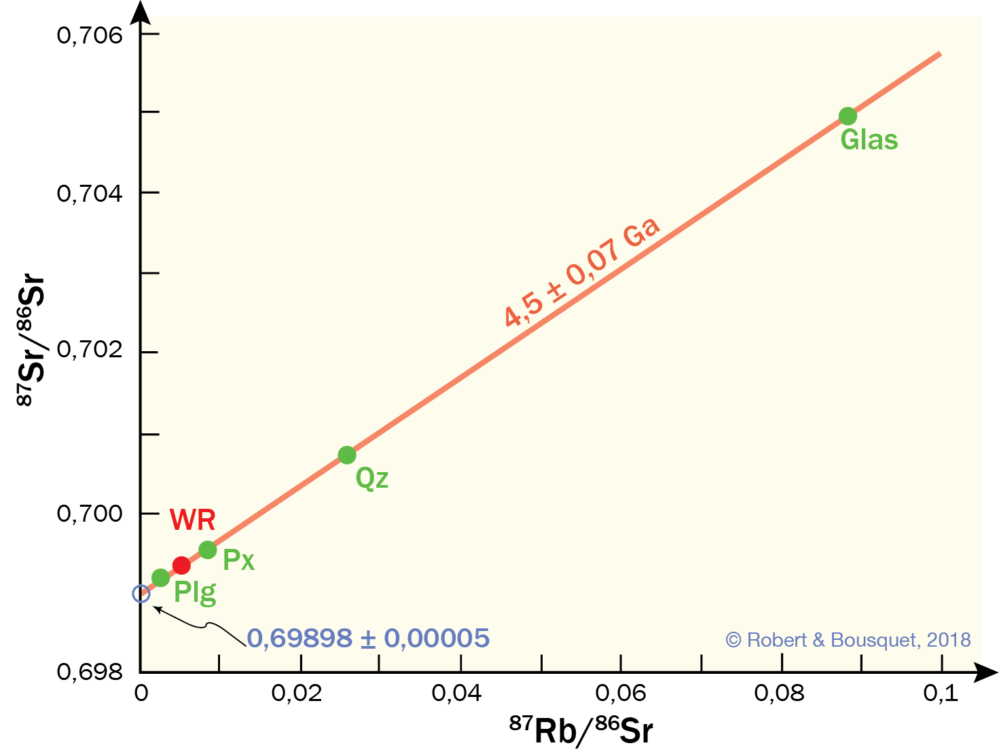 0,706
0,704
0,702
0,700
0,698
⁸⁷Sr/⁸⁶Sr
Glas
4,5 ± 0,07 Ga
Qz
WR
Px
Plg
0,69898 ± 0,00005
© Robert & Bousquet, 2018
0 0,02 0,04 0,06 0,08 0,1
⁸⁷Rb/⁸⁶Sr